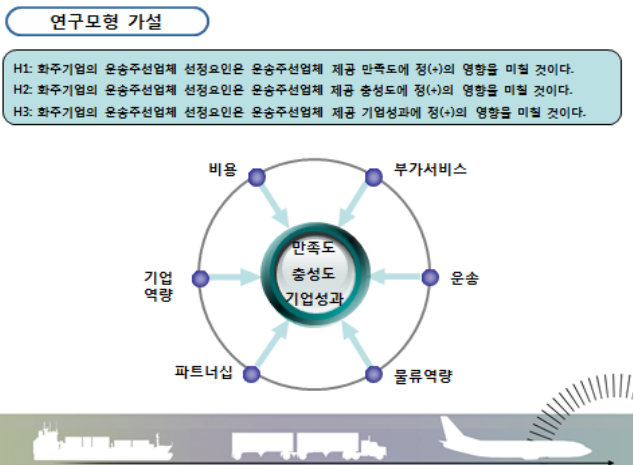 연구모형 가설
H1: 화주기업의 운송주선업체 선정요인은 운송주선업체 제공 만족도에 정(+)의 영향을 미칠 것이다.
H2: 화주기업의 운송주선업체 선정요인은 운송주선업체 제공 충성도에 정(+)의 영향을 미칠 것이다.
H3: 화주기업의 운송주선업체 선정요인은 운송주선업체 제공 기업성과에 정(+)의 영향을 미칠 것이다.
비용
부가서비스
만족도
충성도
기업성과
기업
역량
운송
파트너십
물류역량